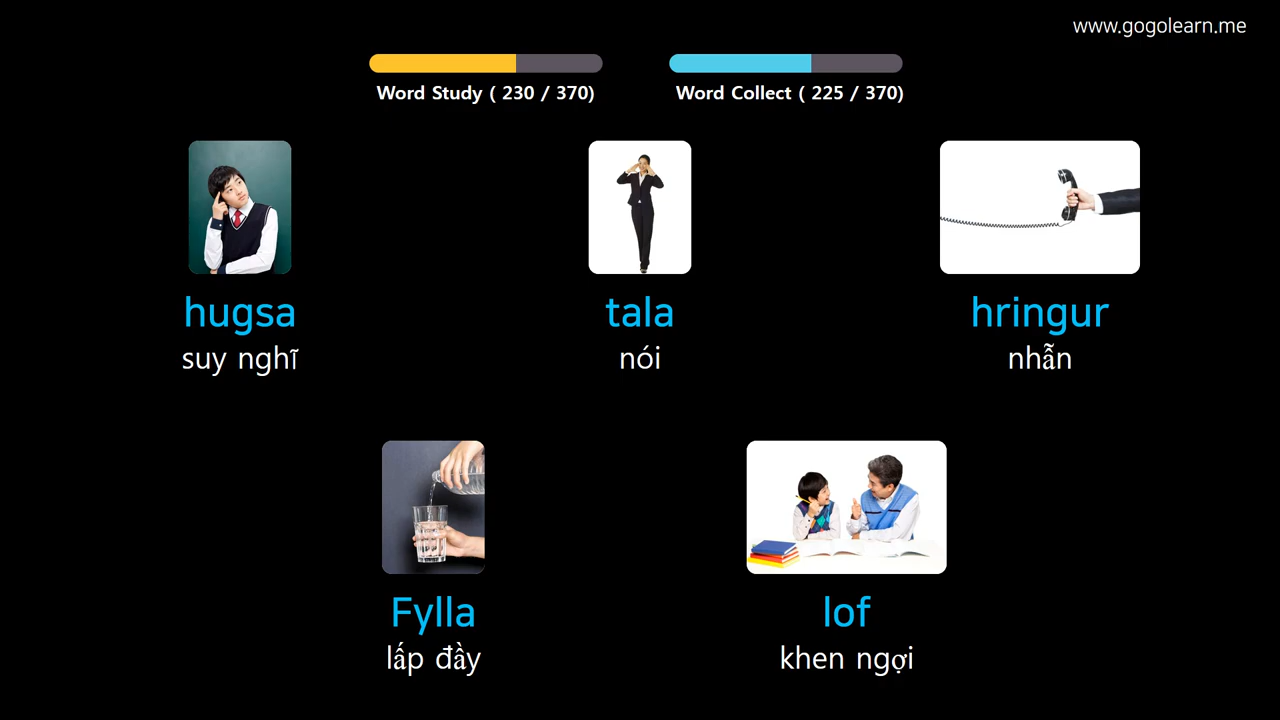 www.gogolearn.me
Word Study ( 230 / 370)
Word Collect ( 225 / 370)
hugsa
suy nghĩ
tala
nói
hringur
nhẫn
Fylla
lấp đầy
lof
khen ngợi